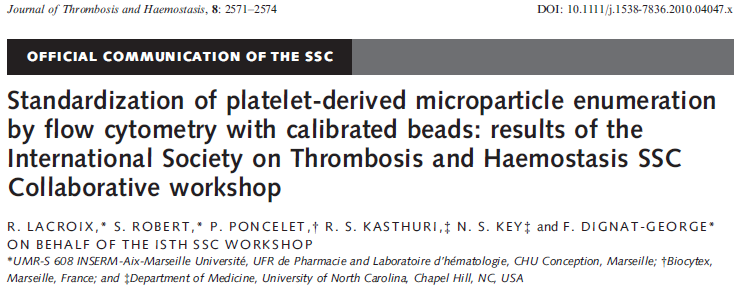 Journal of Thrombosis and Haemostasis, 8: 2571–2574
DOI: 10.1111/j.1538-7836.2010.04047.x
OFFICIAL COMMUNICATION OF THE SSC
Standardization of platelet-derived microparticle enumeration
by flow cytometry with calibrated beads: results of the
International Society on Thrombosis and Haemostasis SSC
Collaborative workshop
R. LACROIX,* S. ROBERT,* P. PONCELET,† R. S. KASTHURI,‡ N. S. KEY‡ and F. DIGNAT-GEORGE*
ON BEHALF OF THE ISTH SSC WORKSHOP
*UMR-S 608 INSERM-Aix-Marseille Université, UFR de Pharmacie and Laboratoire d'hématologie, CHU Conception, Marseille; †Biocytex,
Marseille, France; and ‡Department of Medicine, University of North Carolina, Chapel Hill, NC, USA